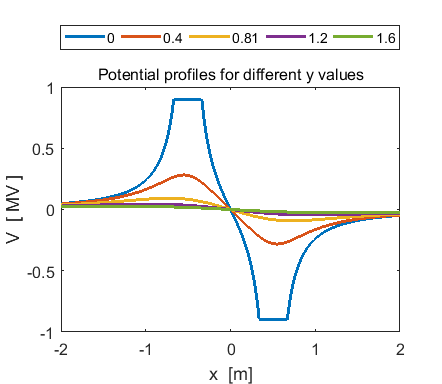 0 0.4 0.81 1.2 1.6
Potential profiles for different y values
1
0.5
0
-0.5
-1
V [ MV ]
-2 -1 0 1 2
x [m]